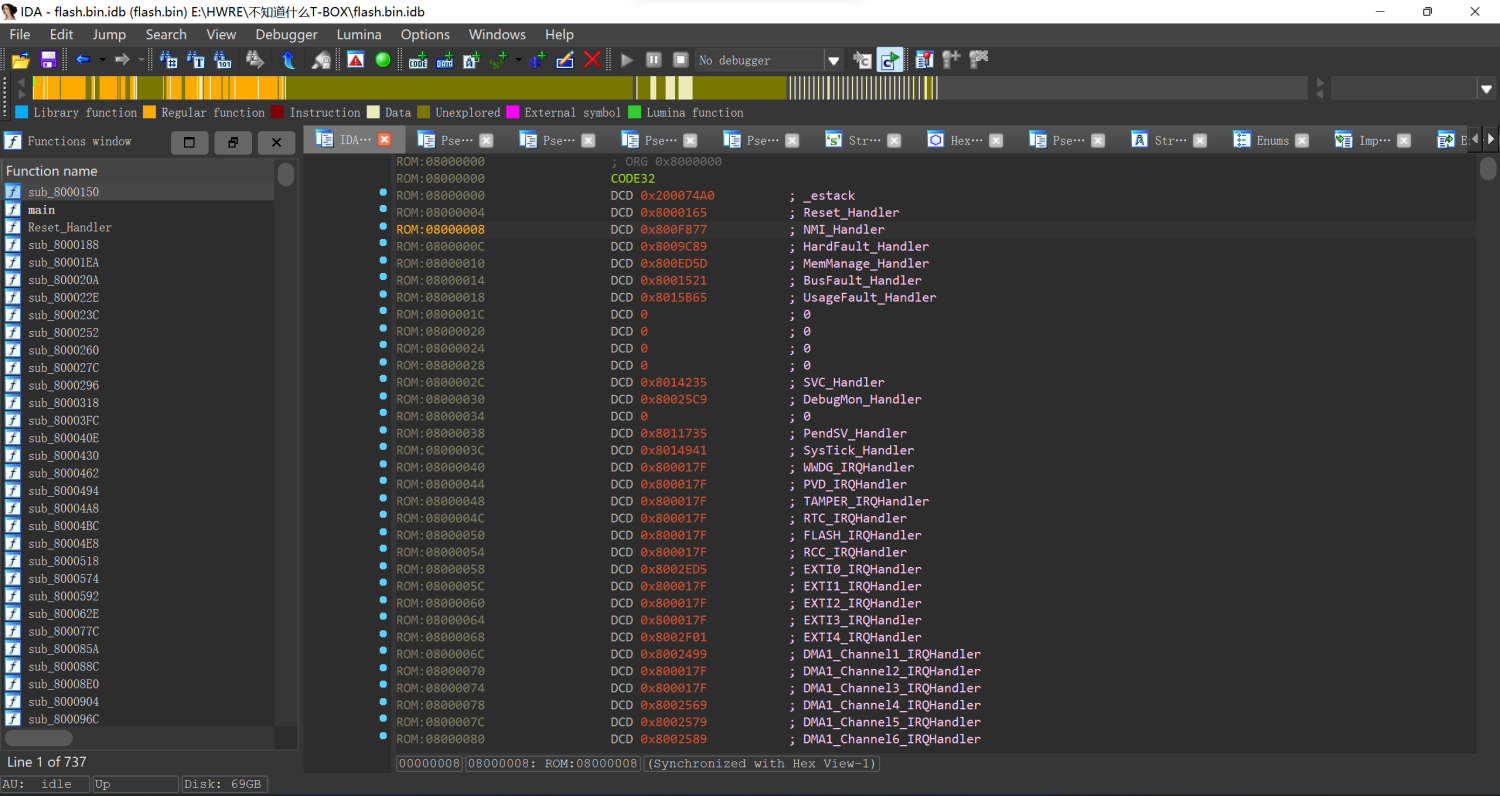 IDA - flash.bin.idb (flash.bin) E:\HWRE\不知道什么T-BOX\flash.bin.idb
File Edit Jump Search View Debugger Lumina Options Windows Help
No debugger
Library function Regular function Instruction Data Unexplored External symbol Lumina function
Functions window
IDA··· Pse··· Pse··· Pse··· Pse··· Str··· Hex··· Pse··· Str··· Enums Imp··· E
Function name
sub_8000150
main
Reset_Handler
sub_8000188
sub_80001EA
sub_800020A
sub_800022E
sub_800023C
sub_8000252
sub_8000260
sub_800027C
sub_8000296
sub_8000318
sub_80003FC
sub_800040E
sub_8000430
sub_8000462
sub_8000494
sub_80004A8
sub_80004BC
sub_80004E8
sub_8000518
sub_8000574
sub_8000592
sub_800062E
sub_800077C
sub_800085A
sub_800088C
sub_80008E0
sub_8000904
sub_800096C
Line 1 of 737
ROM:08000000 ; ORG 0x8000000
ROM:08000000 CODE32
ROM:08000000 DCD 0x200074A0 ; _estack
ROM:08000004 DCD 0x8000165 ; Reset_Handler
ROM:08000008 DCD 0x800F877 ; NMI_Handler
ROM:0800000C DCD 0x8009C89 ; HardFault_Handler
ROM:08000010 DCD 0x800ED5D ; MemManage_Handler
ROM:08000014 DCD 0x8001521 ; BusFault_Handler
ROM:08000018 DCD 0x8015B65 ; UsageFault_Handler
ROM:0800001C DCD 0 ; 0
ROM:08000020 DCD 0 ; 0
ROM:08000024 DCD 0 ; 0
ROM:08000028 DCD 0 ; 0
ROM:0800002C DCD 0x8014235 ; SVC_Handler
ROM:08000030 DCD 0x80025C9 ; DebugMon_Handler
ROM:08000034 DCD 0 ; 0
ROM:08000038 DCD 0x8011735 ; PendSV_Handler
ROM:0800003C DCD 0x8014941 ; SysTick_Handler
ROM:08000040 DCD 0x800017F ; WWDG_IRQHandler
ROM:08000044 DCD 0x800017F ; PVD_IRQHandler
ROM:08000048 DCD 0x800017F ; TAMPER_IRQHandler
ROM:0800004C DCD 0x800017F ; RTC_IRQHandler
ROM:08000050 DCD 0x800017F ; FLASH_IRQHandler
ROM:08000054 DCD 0x800017F ; RCC_IRQHandler
ROM:08000058 DCD 0x8002ED5 ; EXTI0_IRQHandler
ROM:0800005C DCD 0x800017F ; EXTI1_IRQHandler
ROM:08000060 DCD 0x800017F ; EXTI2_IRQHandler
ROM:08000064 DCD 0x800017F ; EXTI3_IRQHandler
ROM:08000068 DCD 0x8002F01 ; EXTI4_IRQHandler
ROM:0800006C DCD 0x8002499 ; DMA1_Channel1_IRQHandler
ROM:08000070 DCD 0x800017F ; DMA1_Channel2_IRQHandler
ROM:08000074 DCD 0x800017F ; DMA1_Channel3_IRQHandler
ROM:08000078 DCD 0x8002569 ; DMA1_Channel4_IRQHandler
ROM:0800007C DCD 0x8002579 ; DMA1_Channel5_IRQHandler
ROM:08000080 DCD 0x8002589 ; DMA1_Channel6_IRQHandler
00000008 08000008: ROM:08000008 (Synchronized with Hex View-1)
AU: idle Up Disk: 69GB